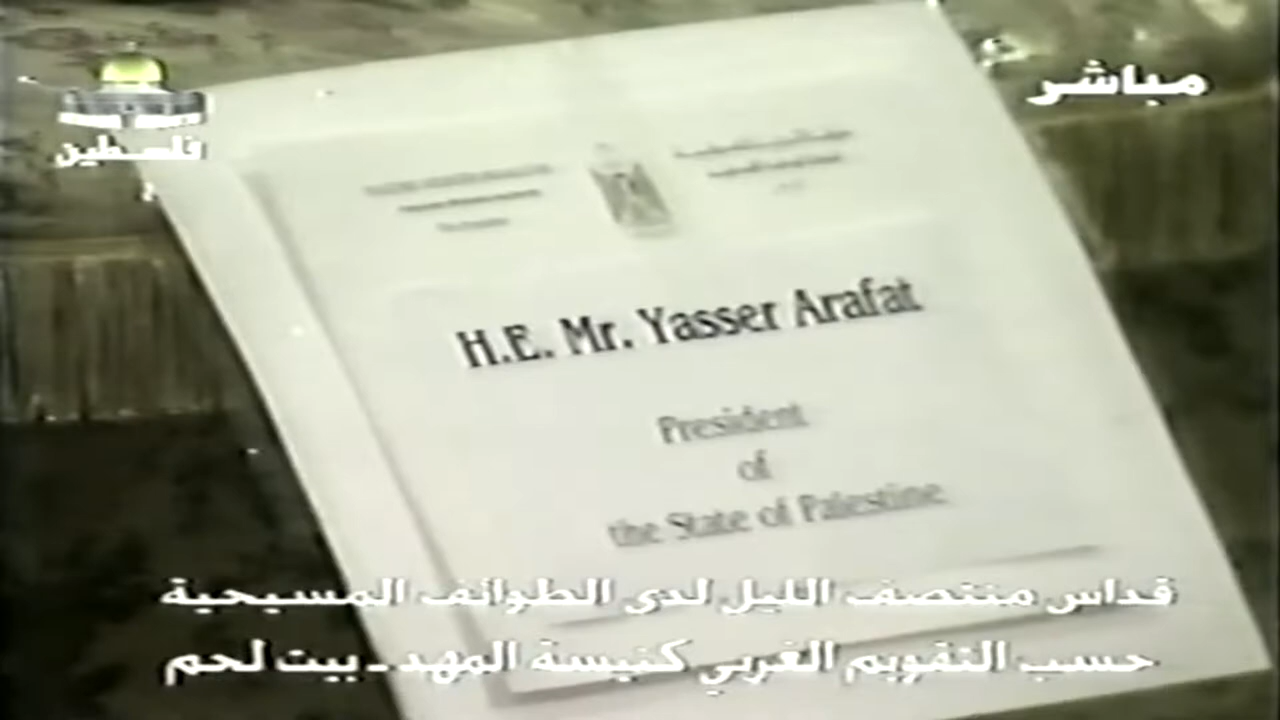 فلسطين
مباشر
H.E. Mr. Yasser Arafat
President
of
the State of Palestine
قداس منتصف الليل لدى الطوائف المسيحية
حسب التقويم الغربي كنيسة المهد - بيت لحم